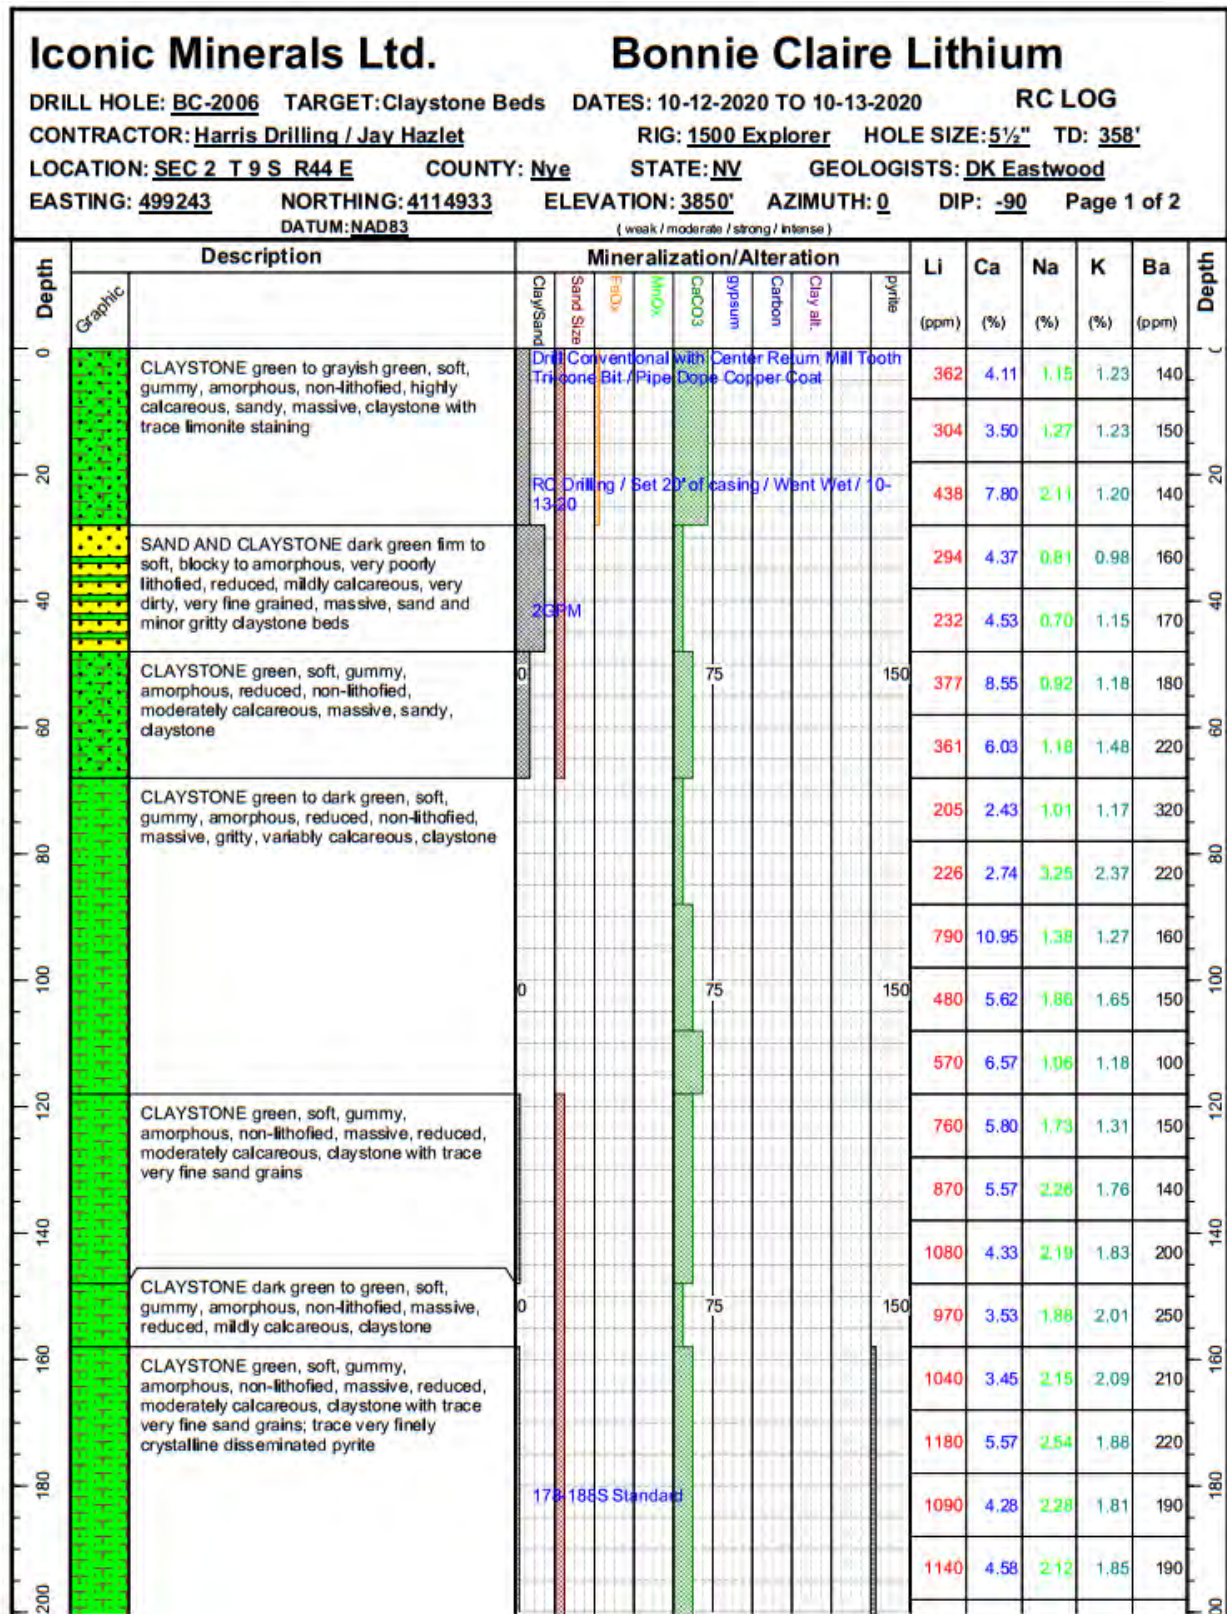 Iconic Minerals Ltd. Bonnie Claire Lithium
DRILL HOLE: BC-2006 TARGET:Claystone Beds DATES: 10-12-2020 TO 10-13-2020 RC LOG
CONTRACTOR: Harris Drilling / Jay Hazlet RIG: 1500 Explorer HOLE SIZE:5½" TD: 358'
LOCATION: SEC 2 T 9 S R44 E COUNTY: Nye STATE: NV GEOLOGISTS: DK Eastwood
EASTING: 499243 NORTHING: 4114933 ELEVATION: 3850' AZIMUTH: 0 DIP: -90 Page 1 of 2
DATUM:NAD83 ( weak / moderate / strong / intense )
Depth Description Mineralization/Alteration Li Ca Na K Ba Depth
Graphic Clay/Sand Sand Size FeOx MnOx CaCO3 gypsum Carbon Clay alt. pyrite (ppm) (%) (%) (%) (ppm)
0
CLAYSTONE green to grayish green, soft,
gummy, amorphous, non-lithofied, highly
calcareous, sandy, massive, claystone with
trace limonite staining
Drill Conventional with Center Return Mill Tooth
Tri-cone Bit / Pipe Dope Copper Coat
362 4.11 1.15 1.23 140
304 3.50 1.27 1.23 150
20 20
RC Drilling / Set 20' of casing / Went Wet / 10-
13-20
438 7.80 2.11 1.20 140
SAND AND CLAYSTONE dark green firm to
soft, blocky to amorphous, very poorly
lithofied, reduced, mildly calcareous, very
dirty, very fine grained, massive, sand and
minor gritty claystone beds
294 4.37 0.81 0.98 160
40 2GPM 40
232 4.53 0.70 1.15 170
CLAYSTONE green, soft, gummy,
amorphous, reduced, non-lithofied,
moderately calcareous, massive, sandy,
claystone
0 75 150
377 8.55 0.92 1.18 180
60 60
361 6.03 1.18 1.48 220
CLAYSTONE green to dark green, soft,
gummy, amorphous, reduced, non-lithofied,
massive, gritty, variably calcareous, claystone
205 2.43 1.01 1.17 320
80 80
226 2.74 3.25 2.37 220
790 10.95 1.38 1.27 160
100 0 75 150 100
480 5.62 1.86 1.65 150
570 6.57 1.06 1.18 100
120 120
CLAYSTONE green, soft, gummy,
amorphous, non-lithofied, massive, reduced,
moderately calcareous, claystone with trace
very fine sand grains
760 5.80 1.73 1.31 150
870 5.57 2.26 1.76 140
140 140
1080 4.33 2.19 1.83 200
CLAYSTONE dark green to green, soft,
gummy, amorphous, non-lithofied, massive,
reduced, mildly calcareous, claystone
0 75 150
970 3.53 1.88 2.01 250
160 160
CLAYSTONE green, soft, gummy,
amorphous, non-lithofied, massive, reduced,
moderately calcareous, claystone with trace
very fine sand grains; trace very finely
crystalline disseminated pyrite
1040 3.45 2.15 2.09 210
1180 5.57 2.54 1.88 220
180 178-188S Standard 180
1090 4.28 2.28 1.81 190
1140 4.58 2.12 1.85 190
200